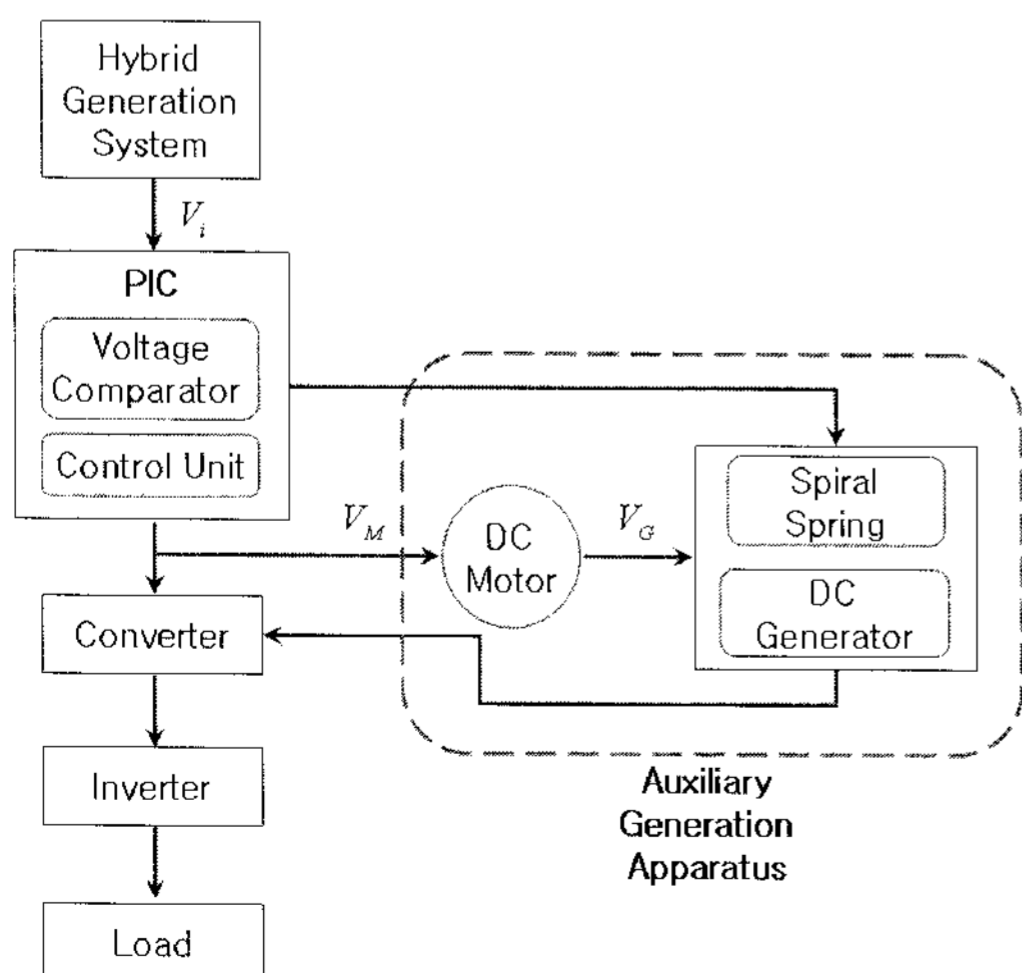 Hybrid
Generation
System
V_i
PIC
Voltage
Comparator
Control Unit
V_M
DC
Motor
V_G
Spiral
Spring
DC
Generator
Converter
Inverter
Auxiliary
Generation
Apparatus
Load